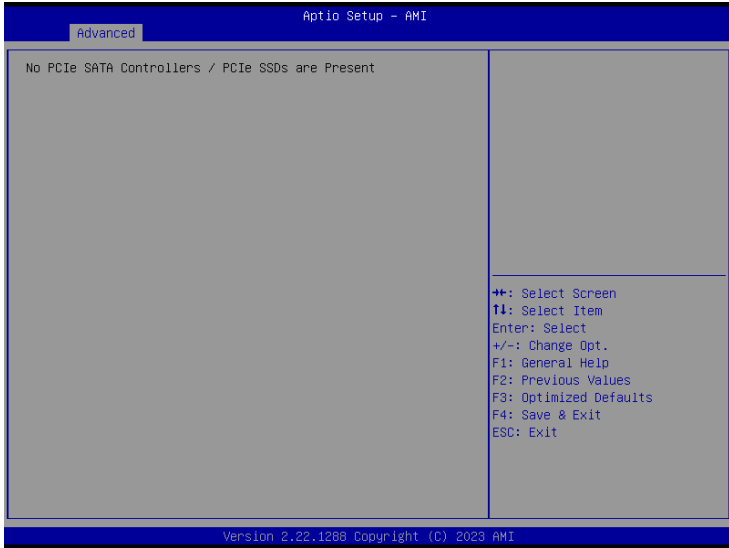 Aptio Setup – AMI
Advanced
No PCIe SATA Controllers / PCIe SSDs are Present
→←: Select Screen
↑↓: Select Item
Enter: Select
+/-: Change Opt.
F1: General Help
F2: Previous Values
F3: Optimized Defaults
F4: Save & Exit
ESC: Exit
Version 2.22.1288 Copyright (C) 2023 AMI